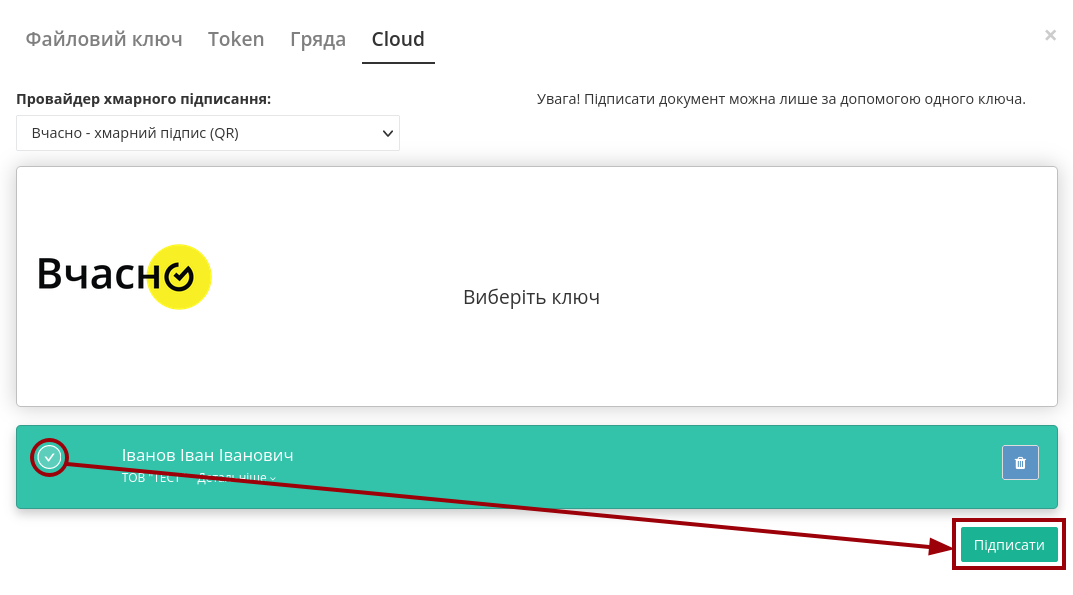 Файловий ключ Token Гряда Cloud
×
Провайдер хмарного підписання:
Увага! Підписати документ можна лише за допомогою одного ключа.
Вчасно - хмарний підпис (QR)
Вчасно
Виберіть ключ
Іванов Іван Іванович
ТОВ "ТЕСТ" Детальніше
Підписати